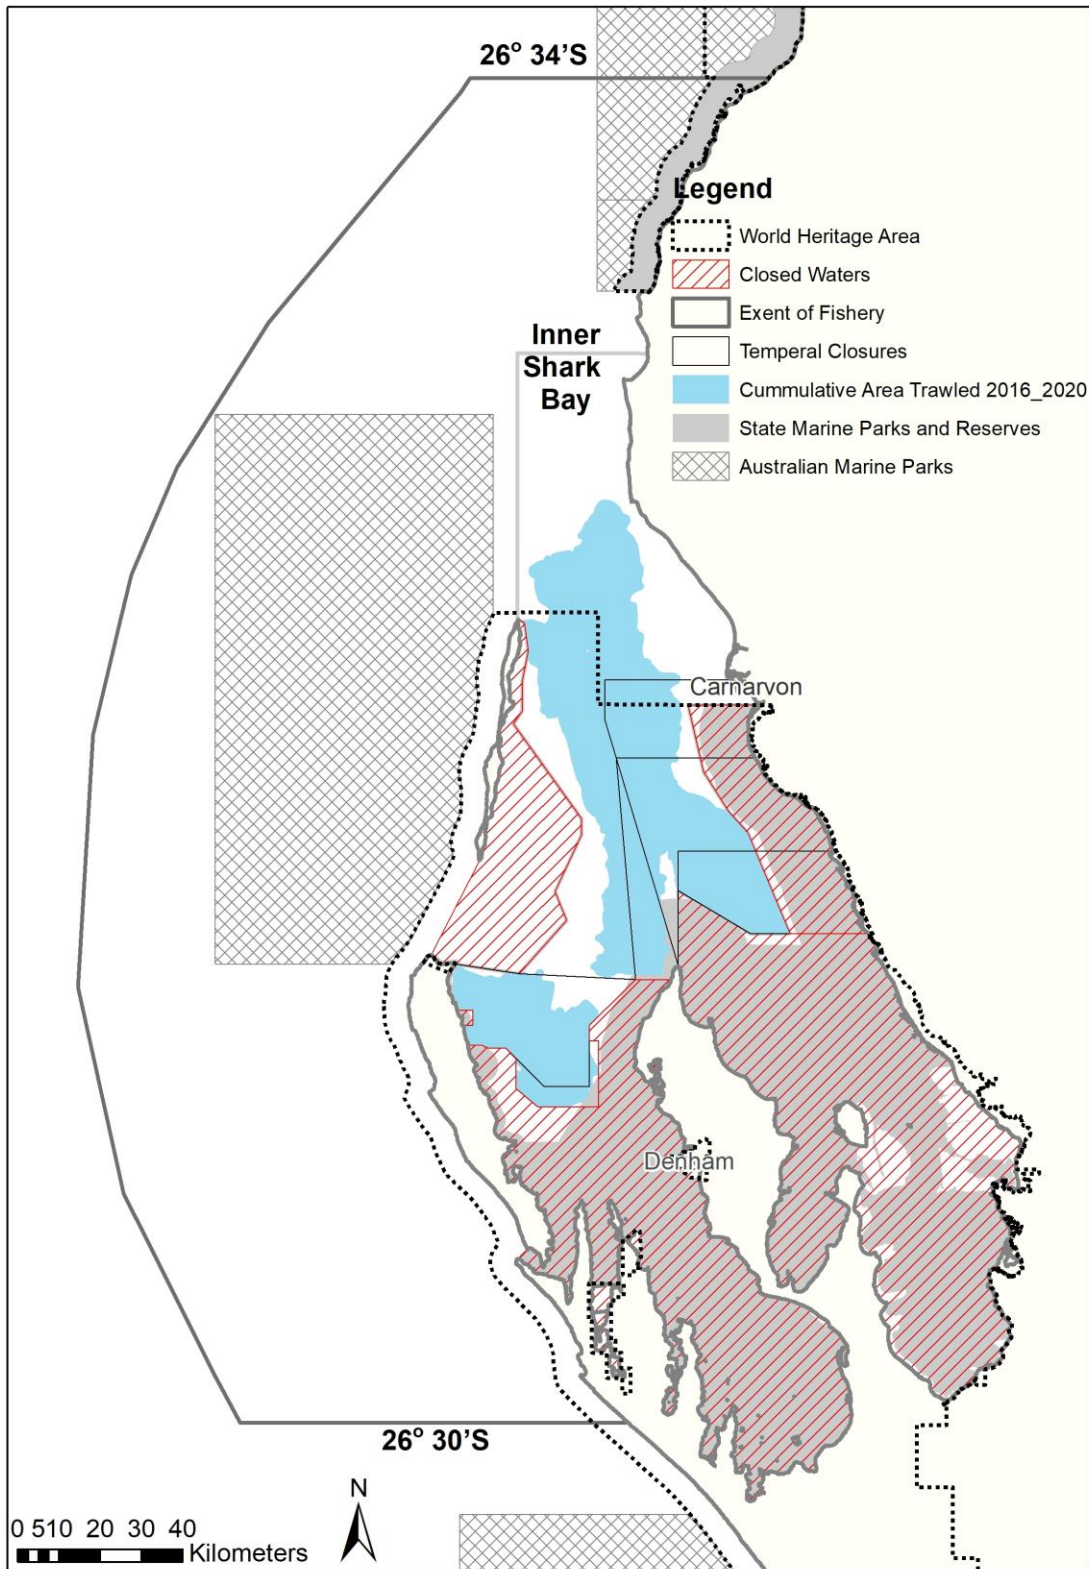 26° 34'S
Legend
World Heritage Area
Closed Waters
Exent of Fishery
Temperal Closures
Cummulative Area Trawled 2016_2020
State Marine Parks and Reserves
Australian Marine Parks
Inner
Shark
Bay
Carnarvon
Denham
26° 30'S
N
0 510 20 30 40
Kilometers